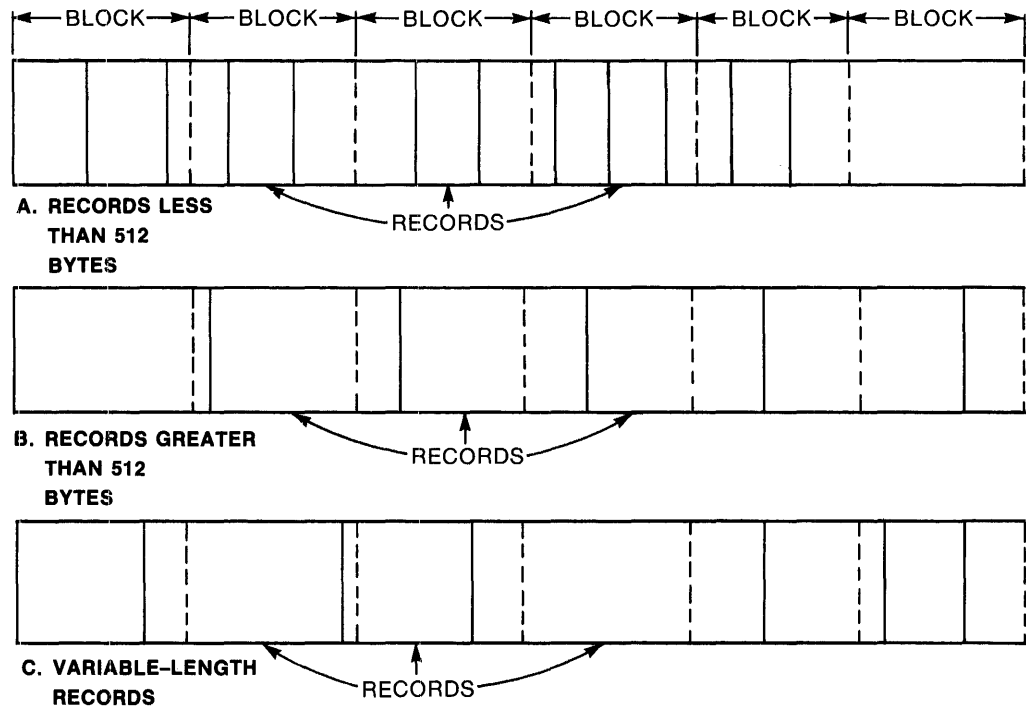 BLOCK BLOCK BLOCK BLOCK BLOCK BLOCK
RECORDS
A. RECORDS LESS
THAN 512
BYTES
RECORDS
B. RECORDS GREATER
THAN 512
BYTES
RECORDS
C. VARIABLE-LENGTH
RECORDS